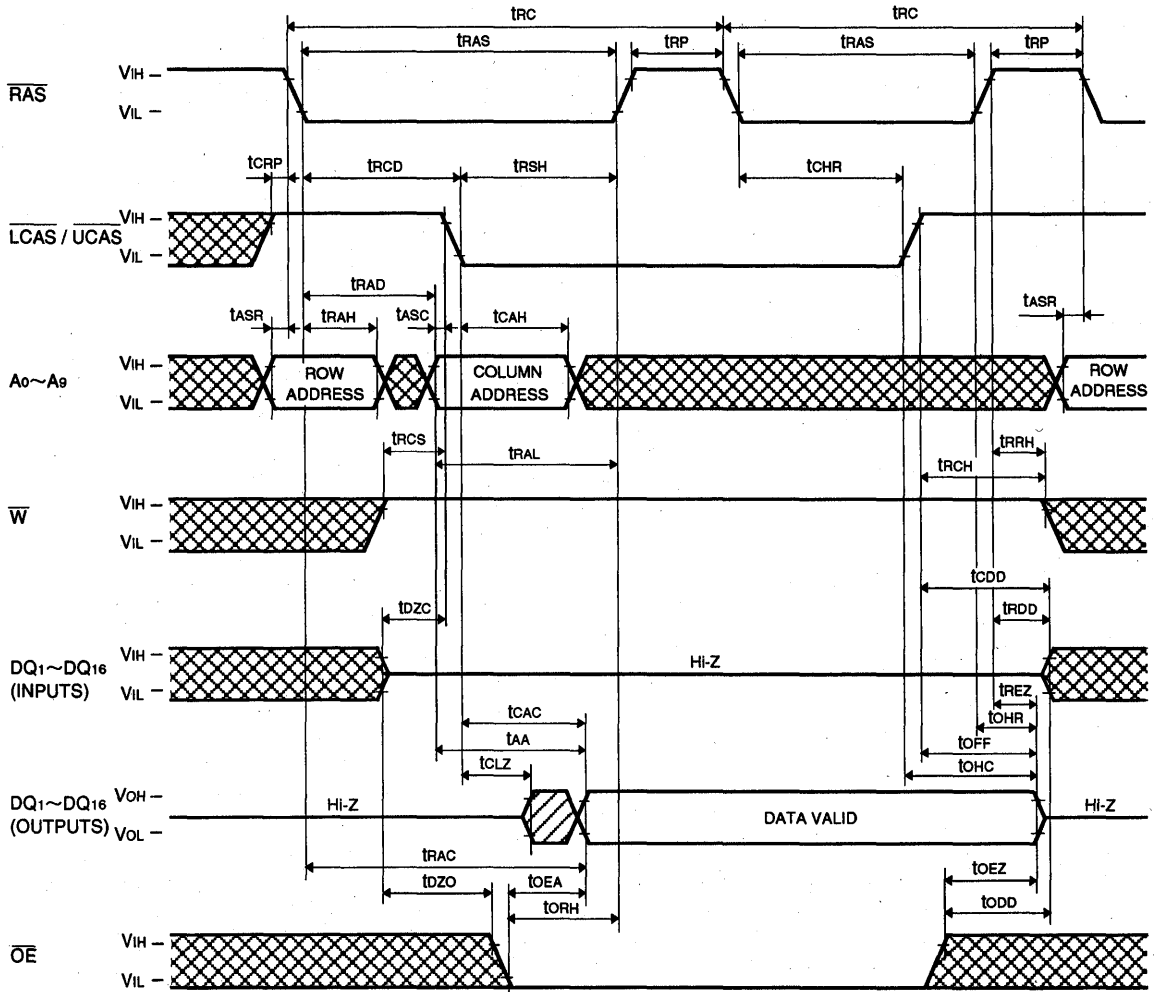 tRC tRC
tRAS tRP tRAS tRP
RAS VIH
VIL
tCRP tRCD tRSH tCHR
LCAS / UCAS VIH
VIL
tRAD
tASR tRAH tASC tCAH tASR
A0~A9 VIH
VIL
ROW ADDRESS
COLUMN ADDRESS
ROW ADDRESS
tRCS tRAL tRRH
tRCH
W VIH
VIL
tCDD
tDZC tRDD
DQ1~DQ16 (INPUTS) VIH
VIL
Hi-Z
tREZ
tCAC tOHR
tAA tOFF
tCLZ tOHC
DQ1~DQ16 (OUTPUTS) VOH
VOL
Hi-Z DATA VALID Hi-Z
tRAC
tDZO tOEA tOEZ
tORH tODD
OE VIH
VIL